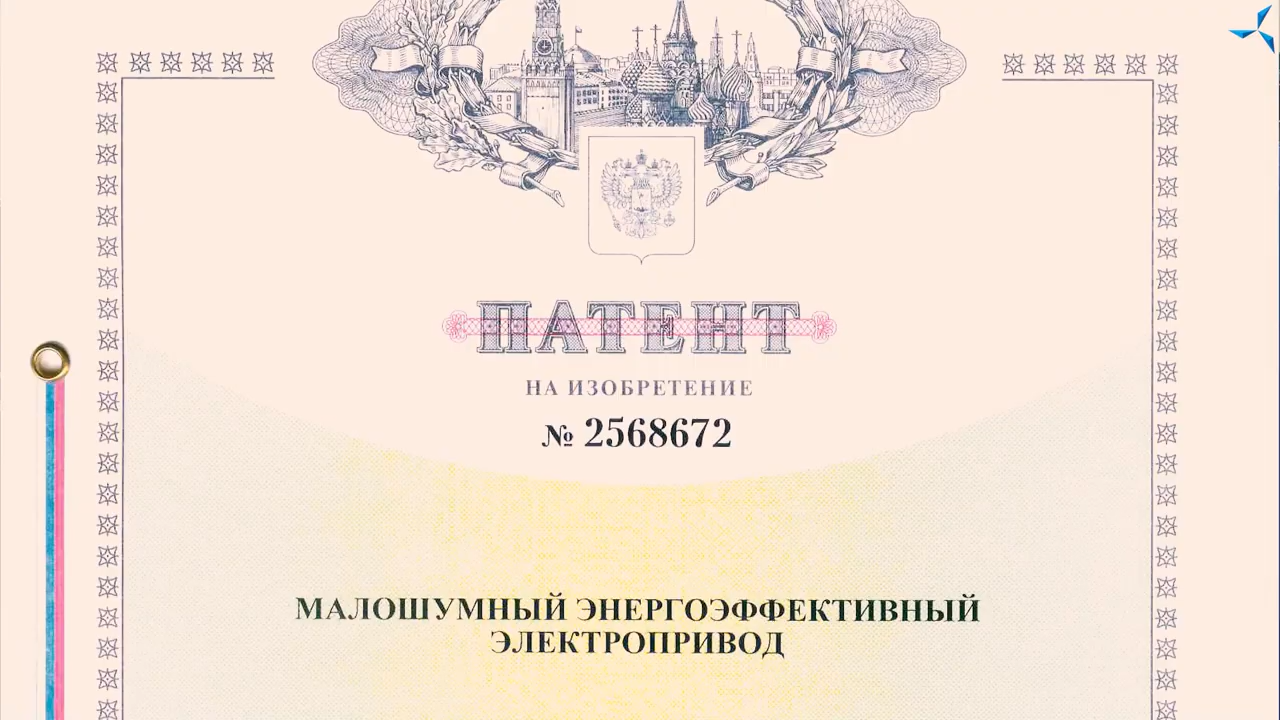 ПАТЕНТ
НА ИЗОБРЕТЕНИЕ
№ 2568672
МАЛОШУМНЫЙ ЭНЕРГОЭФФЕКТИВНЫЙ
ЭЛЕКТРОПРИВОД